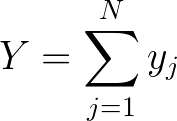 Y = \sum_{j=1}^{N} y_j